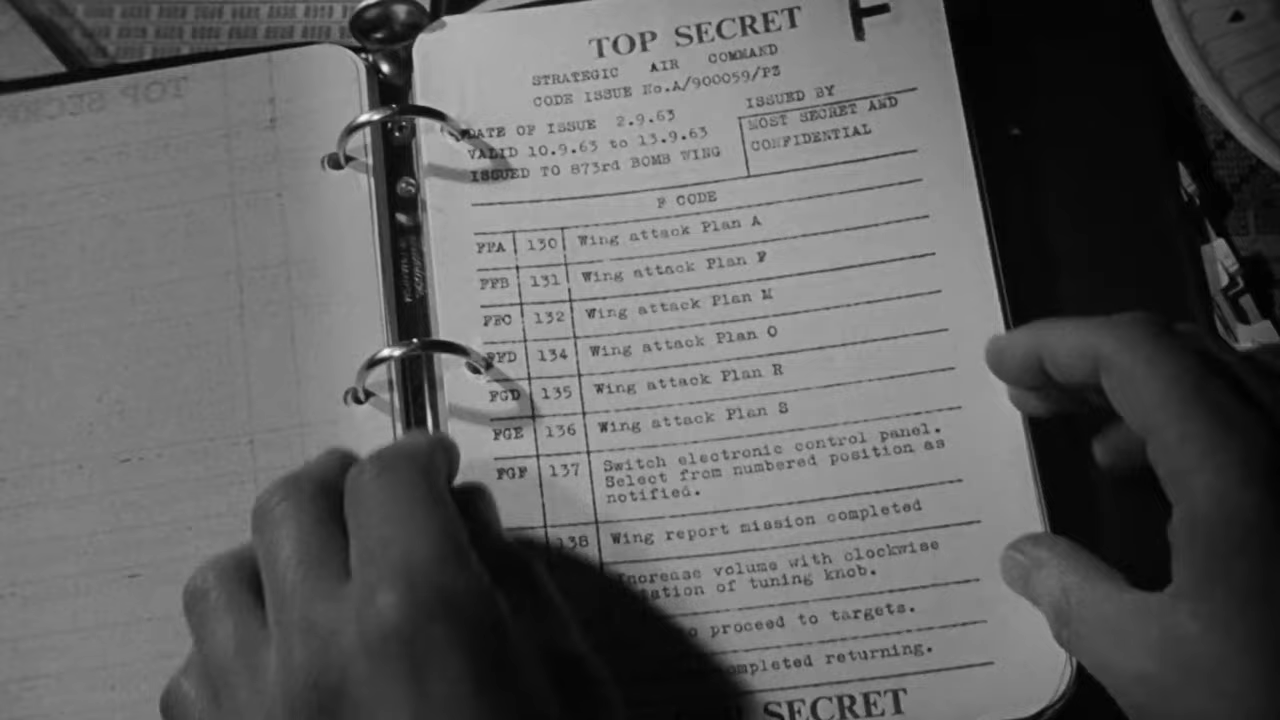 TOP SECRET
STRATEGIC AIR COMMAND
CODE ISSUE No.A/900059/PZ
DATE OF ISSUE 2.9.63
VALID 10.9.63 to 13.9.63
ISSUED TO 873rd BOMB WING
ISSUED BY
MOST SECRET AND
CONFIDENTIAL
F CODE
FFA 130 Wing attack Plan A
FFB 131 Wing attack Plan F
FFC 132 Wing attack Plan M
FFD 134 Wing attack Plan O
FGD 135 Wing attack Plan R
FGE 136 Wing attack Plan S
FGF 137 Switch electronic control panel.
Select from numbered position as
notified.
138 Wing report mission completed
Increase volume with clockwise
tation of tuning knob.
o proceed to targets.
ompleted returning.
SECRET